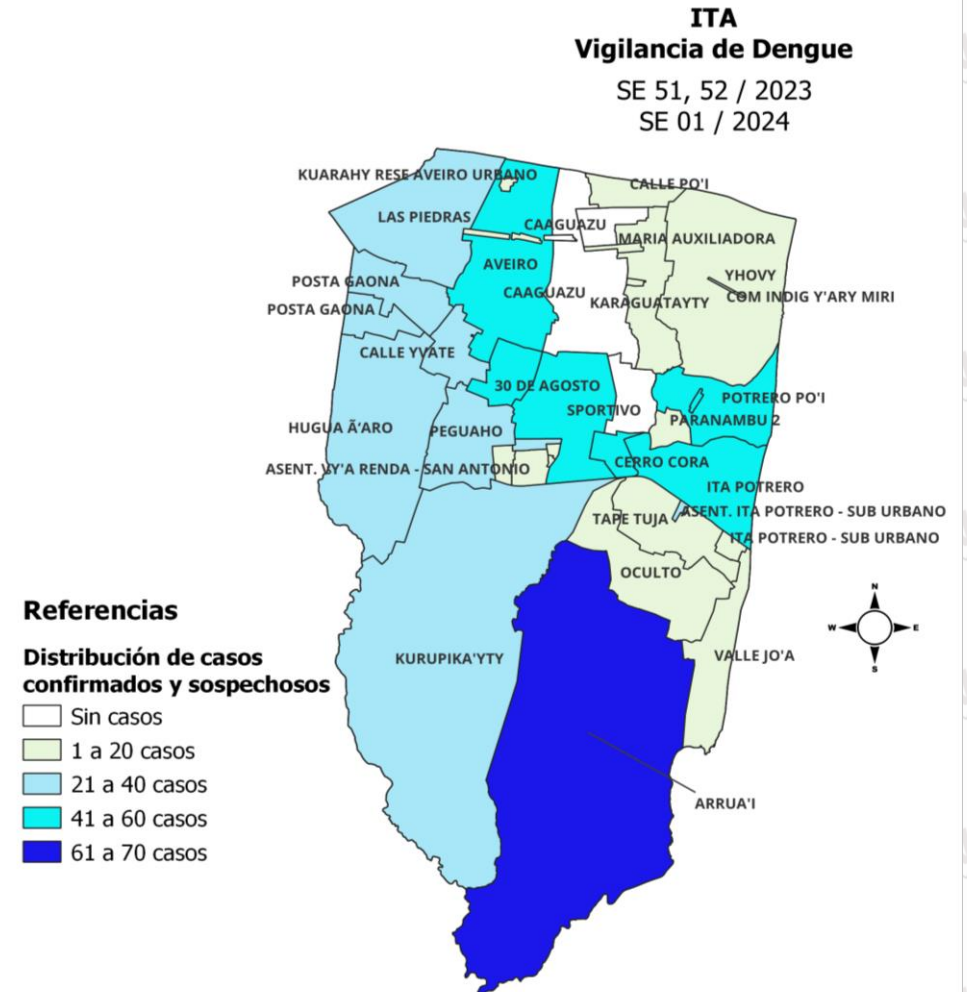 ITA
Vigilancia de Dengue
SE 51, 52 / 2023
SE 01 / 2024
KUARAHY RESE AVEIRO URBANO
CALLE PO'I
LAS PIEDRAS
CAAGUAZU
MARIA AUXILIADORA
AVEIRO
YHOVY
POSTA GAONA
CAAGUAZU
KARAGUATAYTY
COM INDIG Y'ARY MIRI
POSTA GAONA
CALLE YVATE
30 DE AGOSTO
POTRERO PO'I
SPORTIVO
PARANAMBU 2
HUGUA Ã'ARO
PEGUAHO
CERRO CORA
ASENT. VY'A RENDA - SAN ANTONIO
ITA POTRERO
TAPE TUJA
ASENT. ITA POTRERO - SUB URBANO
ITA POTRERO - SUB URBANO
OCULTO
N
W
E
S
KURUPIKA'YTY
VALLE JO'A
ARRUA'I
Referencias
Distribución de casos
confirmados y sospechosos
Sin casos
1 a 20 casos
21 a 40 casos
41 a 60 casos
61 a 70 casos